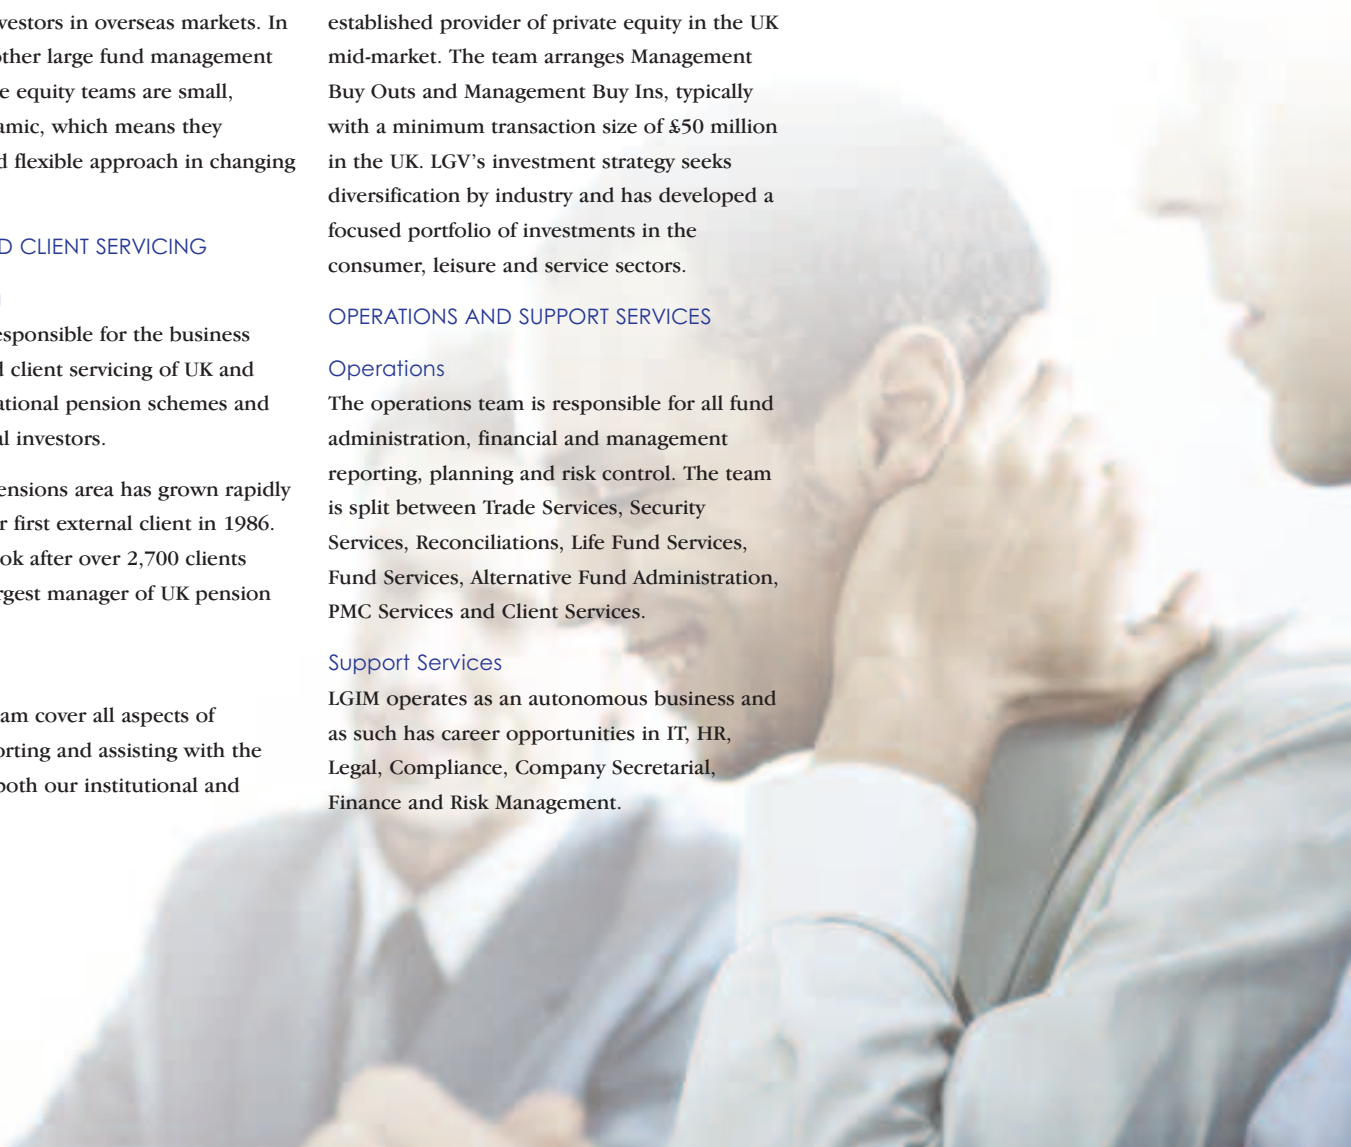 vestors in overseas markets. In
other large fund management
e equity teams are small,
amic, which means they
d flexible approach in changing
D CLIENT SERVICING
esponsible for the business
d client servicing of UK and
ational pension schemes and
al investors.
ensions area has grown rapidly
r first external client in 1986.
ok after over 2,700 clients
rgest manager of UK pension
am cover all aspects of
orting and assisting with the
both our institutional and
established provider of private equity in the UK
mid-market. The team arranges Management
Buy Outs and Management Buy Ins, typically
with a minimum transaction size of £50 million
in the UK. LGV's investment strategy seeks
diversification by industry and has developed a
focused portfolio of investments in the
consumer, leisure and service sectors.
OPERATIONS AND SUPPORT SERVICES
Operations
The operations team is responsible for all fund
administration, financial and management
reporting, planning and risk control. The team
is split between Trade Services, Security
Services, Reconciliations, Life Fund Services,
Fund Services, Alternative Fund Administration,
PMC Services and Client Services.
Support Services
LGIM operates as an autonomous business and
as such has career opportunities in IT, HR,
Legal, Compliance, Company Secretarial,
Finance and Risk Management.